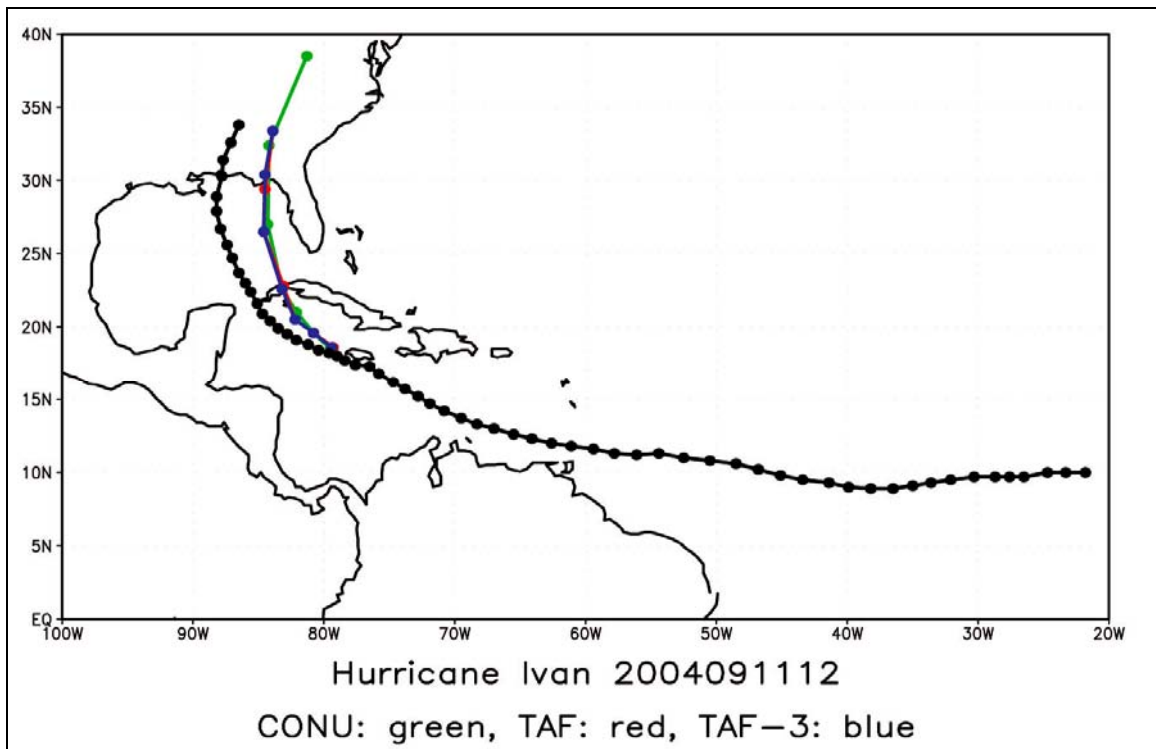 40N
35N
30N
25N
20N
15N
10N
5N
EQ
100W 90W 80W 70W 60W 50W 40W 30W 20W
Hurricane Ivan 2004091112
CONU: green, TAF: red, TAF-3: blue